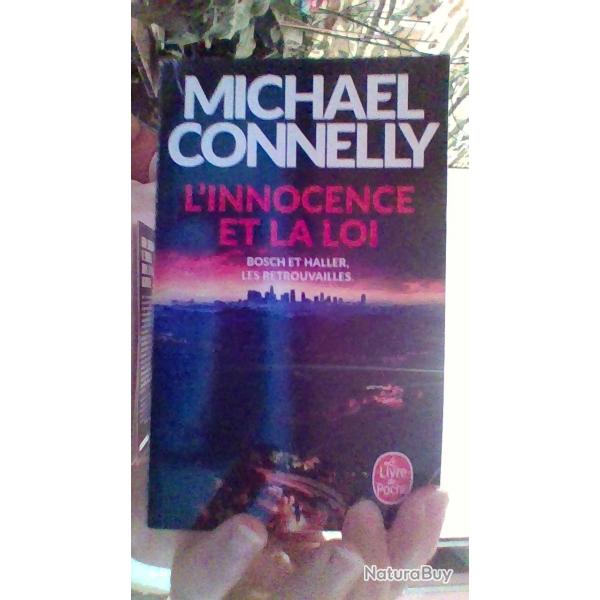 MICHAEL
CONNELLY
L'INNOCENCE
ET LA LOI
BOSCH ET HALLER,
LES RETROUVAILLES.
Le
Livre
de
Poche
NaturaBuy